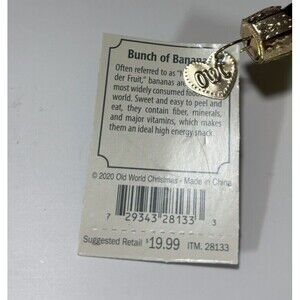 Bunch of Banana
Often referred to as
der Fruit," bananas a
most widely consumed foo
world. Sweet and easy to peel and
eat, they contain fiber, minerals,
and major vitamins, which makes
them an ideal high energy snack.
© 2020 Old World Christmas • Made in China
7 29343 28133 3
Suggested Retail $19.99 ITM. 28133